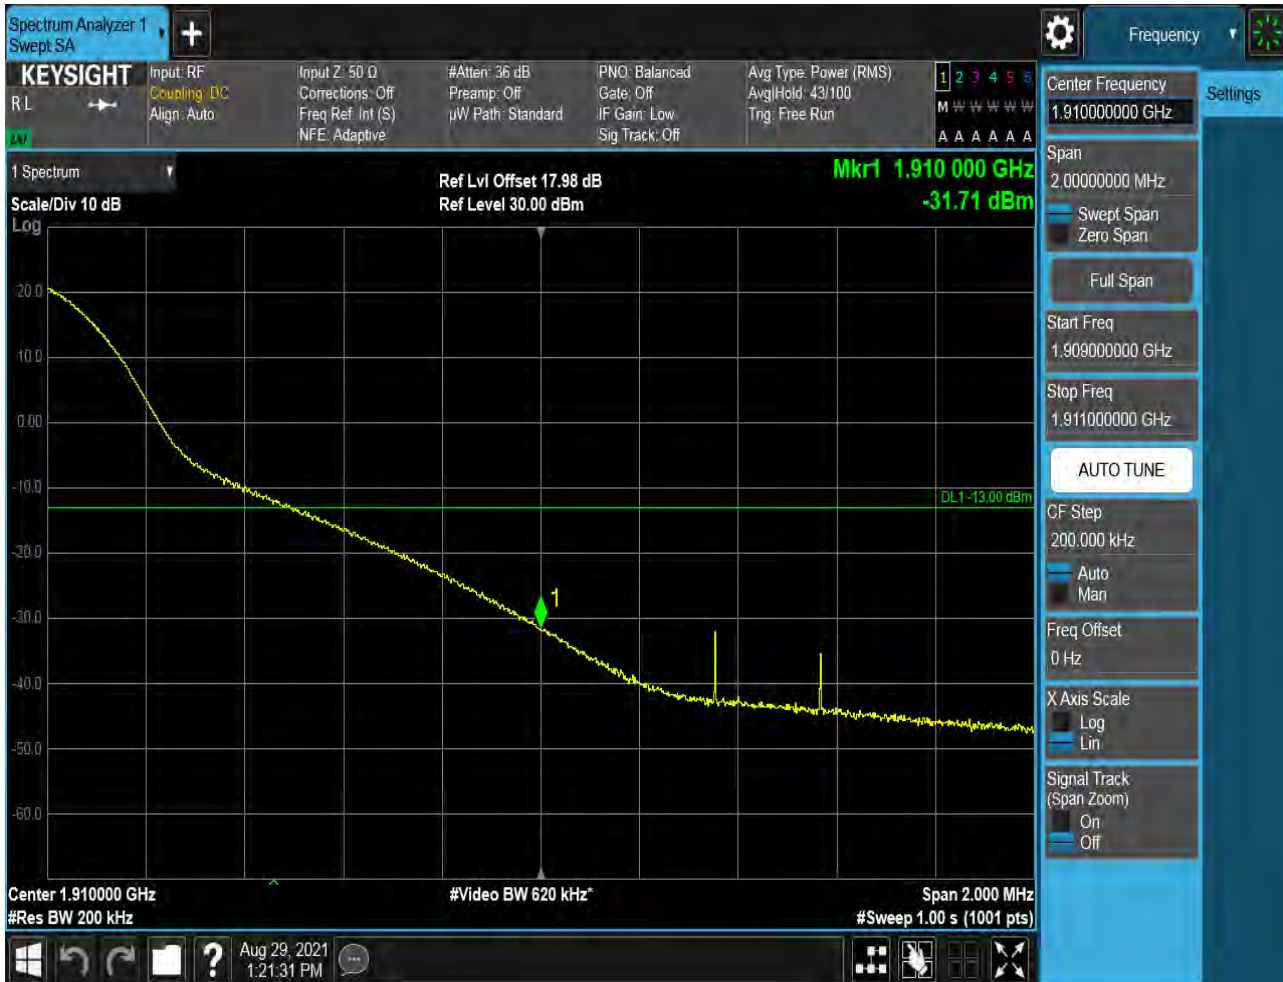 Spectrum Analyzer 1
Swept SA
Frequency
KEYSIGHT
R L
LXI
Input: RF
Coupling: DC
Align: Auto
Input Z: 50 Ω
Corrections: Off
Freq Ref: Int (S)
NFE: Adaptive
#Atten: 36 dB
Preamp: Off
µW Path: Standard
PNO: Balanced
Gate: Off
IF Gain: Low
Sig Track: Off
Avg Type: Power (RMS)
Avg|Hold: 43/100
Trig: Free Run
1 2 3 4 5 6
M W W W W W
A A A A A A
1 Spectrum
Scale/Div 10 dB
Ref Lvl Offset 17.98 dB
Ref Level 30.00 dBm
Mkr1 1.910 000 GHz
-31.71 dBm
Log
20.0
10.0
0.00
-10.0
-20.0
-30.0
-40.0
-50.0
-60.0
DL1 -13.00 dBm
1
Center 1.910000 GHz
#Res BW 200 kHz
#Video BW 620 kHz*
Span 2.000 MHz
#Sweep 1.00 s (1001 pts)
Center Frequency
1.910000000 GHz
Settings
Span
2.00000000 MHz
Swept Span
Zero Span
Full Span
Start Freq
1.909000000 GHz
Stop Freq
1.911000000 GHz
AUTO TUNE
CF Step
200.000 kHz
Auto
Man
Freq Offset
0 Hz
X Axis Scale
Log
Lin
Signal Track
(Span Zoom)
On
Off
?
Aug 29, 2021
1:21:31 PM